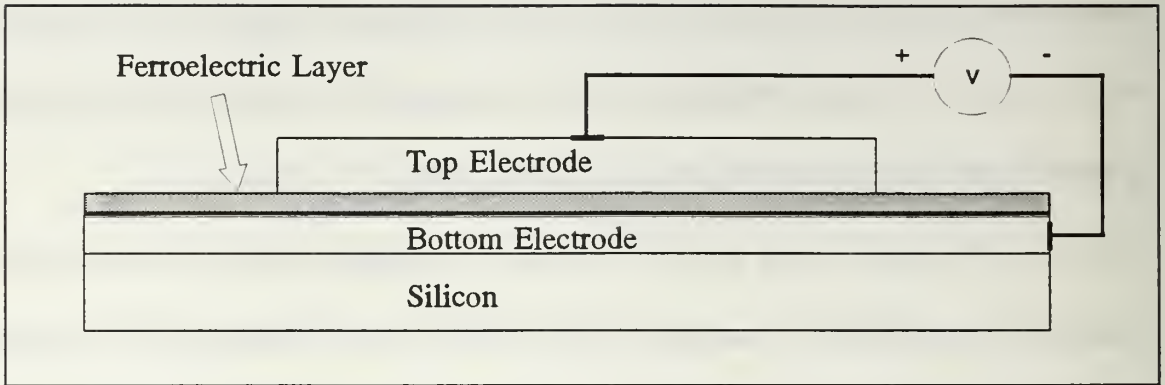 Ferroelectric Layer
+
V
-
Top Electrode
Bottom Electrode
Silicon